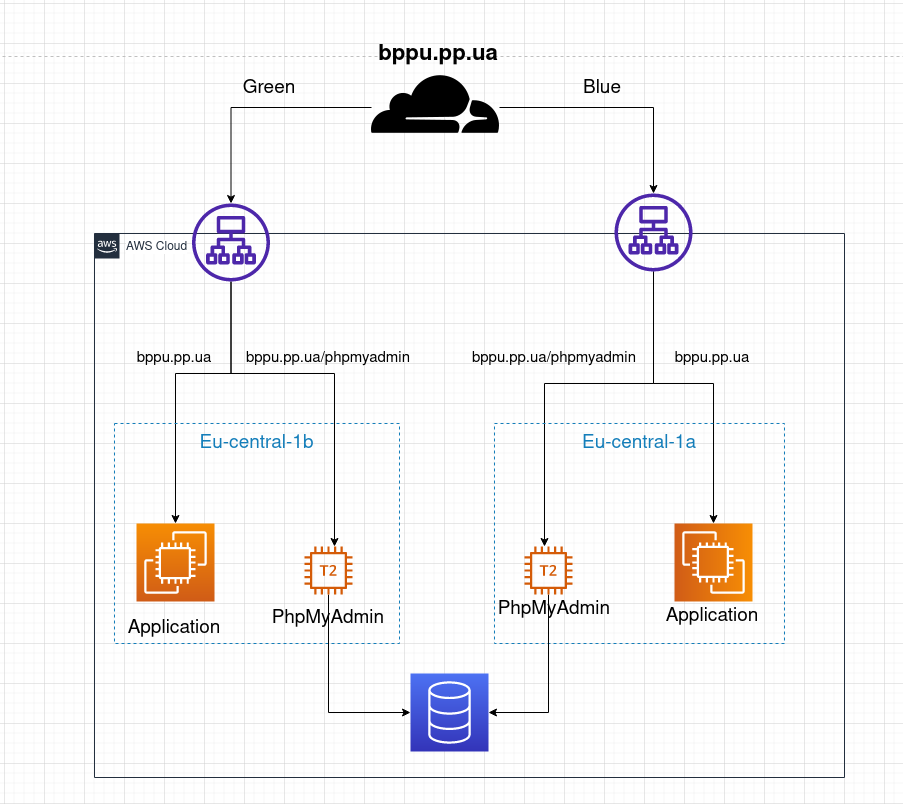 bppu.pp.ua
Green
Blue
aws
AWS Cloud
bppu.pp.ua
bppu.pp.ua/phpmyadmin
bppu.pp.ua/phpmyadmin
bppu.pp.ua
Eu-central-1b
Eu-central-1a
T2
T2
Application
PhpMyAdmin
PhpMyAdmin
Application